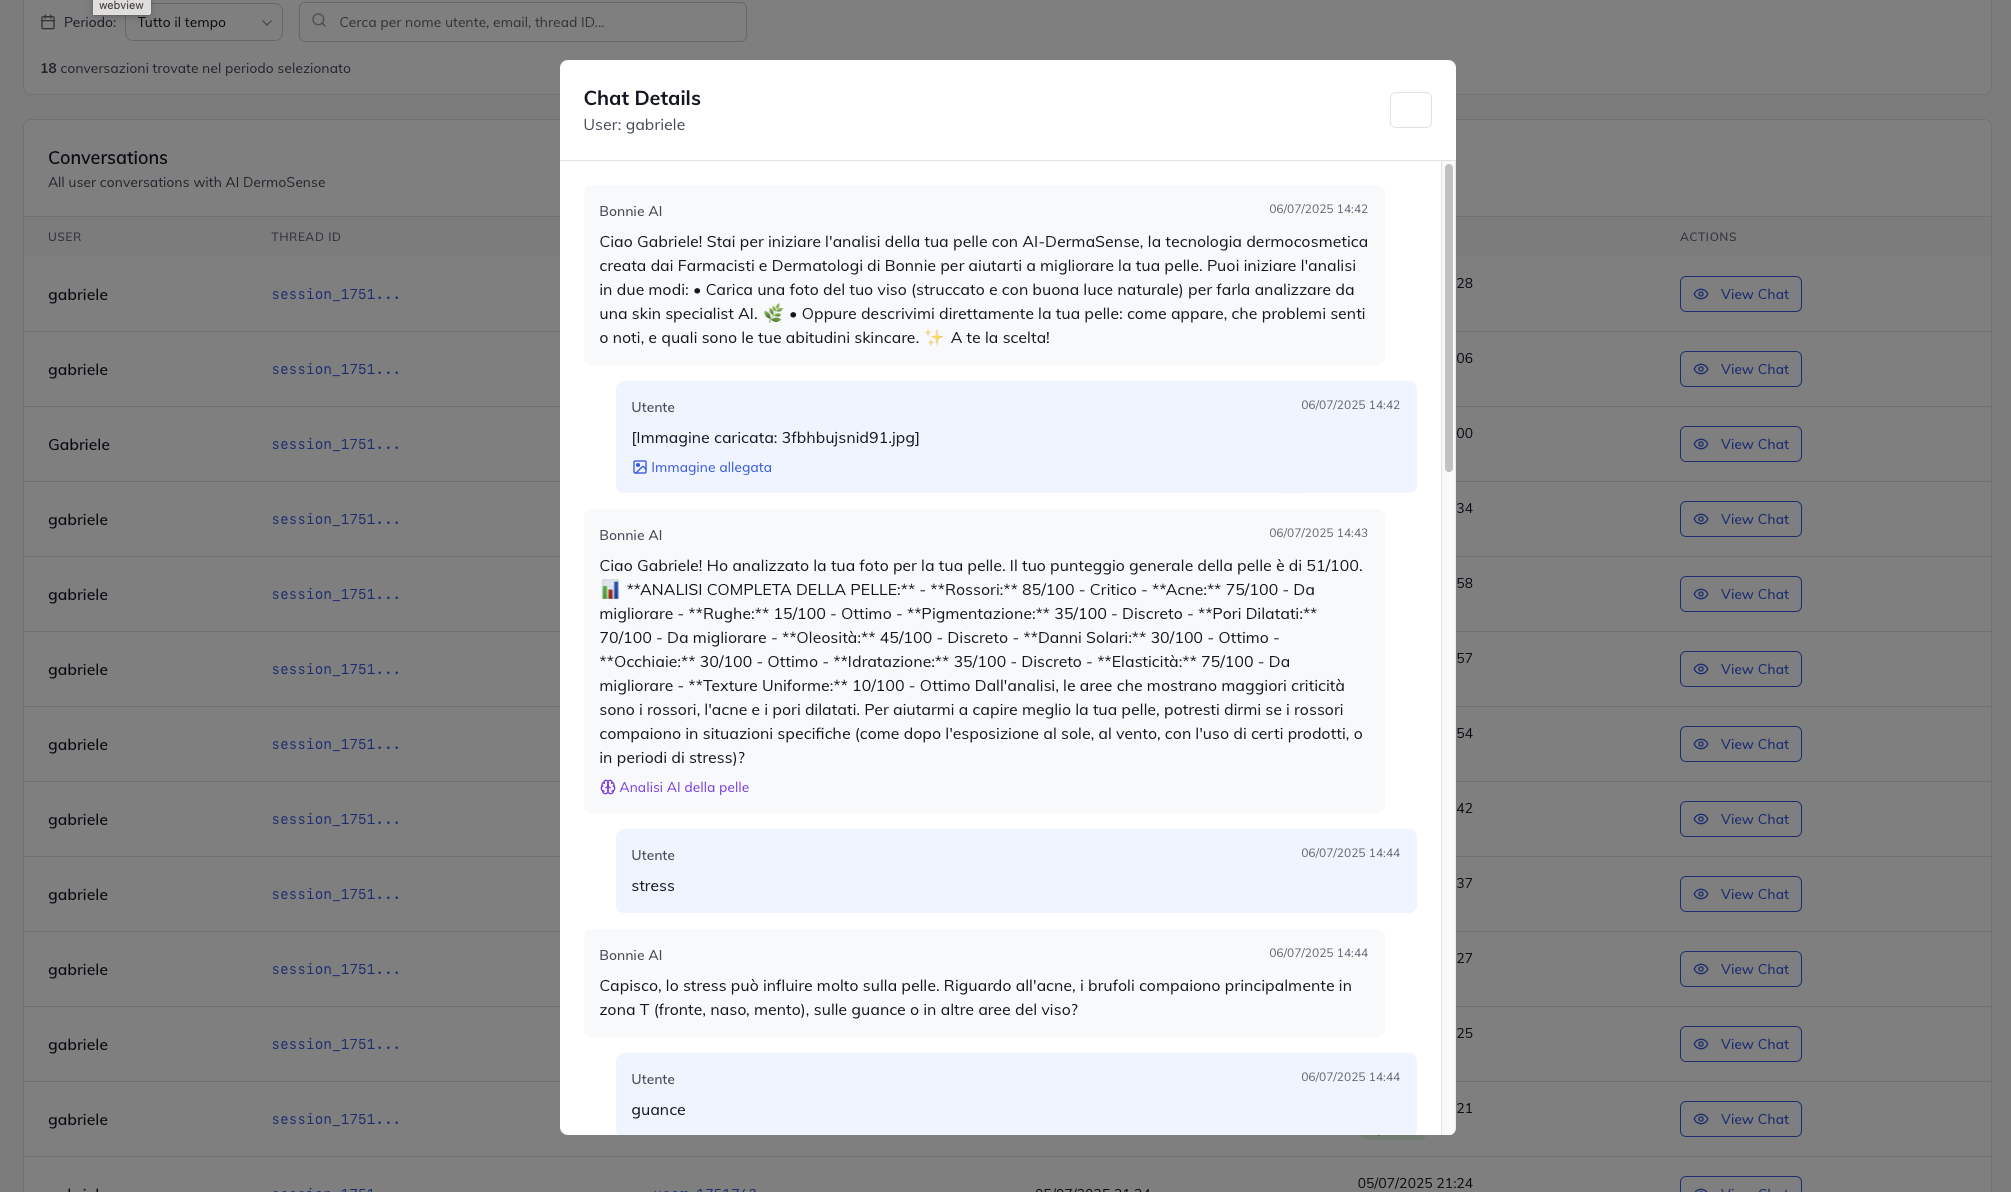 webview
Periodo:
Tutto il tempo
Cerca per nome utente, email, thread ID...
18 conversazioni trovate nel periodo selezionato
Chat Details
User: gabriele
Conversations
All user conversations with AI DermoSense
USER
THREAD ID
ACTIONS
Bonnie AI
06/07/2025 14:42
Ciao Gabriele! Stai per iniziare l'analisi della tua pelle con AI-DermaSense, la tecnologia dermocosmetica
creata dai Farmacisti e Dermatologi di Bonnie per aiutarti a migliorare la tua pelle. Puoi iniziare l'analisi
in due modi: • Carica una foto del tuo viso (struccato e con buona luce naturale) per farla analizzare da
una skin specialist AI. 🌿 • Oppure descrivimi direttamente la tua pelle: come appare, che problemi senti
o noti, e quali sono le tue abitudini skincare. ✨ A te la scelta!
Utente
06/07/2025 14:42
[Immagine caricata: 3fbhbujsnid91.jpg]
Immagine allegata
Bonnie AI
06/07/2025 14:43
Ciao Gabriele! Ho analizzato la tua foto per la tua pelle. Il tuo punteggio generale della pelle è di 51/100.
📊 **ANALISI COMPLETA DELLA PELLE:** - **Rossori:** 85/100 - Critico - **Acne:** 75/100 - Da
migliorare - **Rughe:** 15/100 - Ottimo - **Pigmentazione:** 35/100 - Discreto - **Pori Dilatati:**
70/100 - Da migliorare - **Oleosità:** 45/100 - Discreto - **Danni Solari:** 30/100 - Ottimo -
**Occhiaie:** 30/100 - Ottimo - **Idratazione:** 35/100 - Discreto - **Elasticità:** 75/100 - Da
migliorare - **Texture Uniforme:** 10/100 - Ottimo Dall'analisi, le aree che mostrano maggiori criticità
sono i rossori, l'acne e i pori dilatati. Per aiutarmi a capire meglio la tua pelle, potresti dirmi se i rossori
compaiono in situazioni specifiche (come dopo l'esposizione al sole, al vento, con l'uso di certi prodotti, o
in periodi di stress)?
Analisi AI della pelle
Utente
06/07/2025 14:44
stress
Bonnie AI
06/07/2025 14:44
Capisco, lo stress può influire molto sulla pelle. Riguardo all'acne, i brufoli compaiono principalmente in
zona T (fronte, naso, mento), sulle guance o in altre aree del viso?
Utente
06/07/2025 14:44
guance
gabriele session_1751... 28 View Chat
gabriele session_1751... 06 View Chat
Gabriele session_1751... 00 View Chat
gabriele session_1751... 34 View Chat
gabriele session_1751... 58 View Chat
gabriele session_1751... 57 View Chat
gabriele session_1751... 54 View Chat
gabriele session_1751... 42 View Chat
gabriele session_1751... 37 View Chat
gabriele session_1751... 27 View Chat
gabriele session_1751... 25 View Chat
gabriele session_1751... 21 View Chat
05/07/2025 21:24